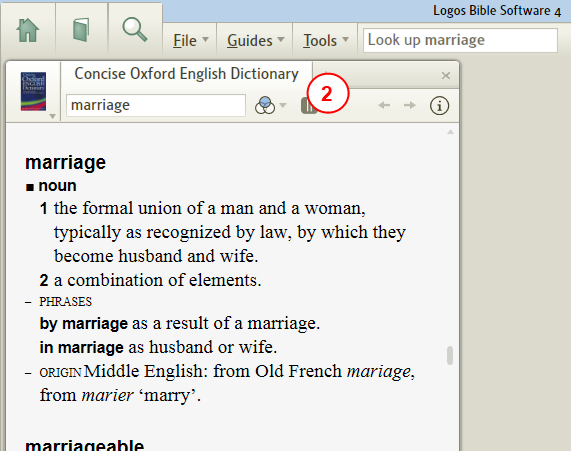 Logos Bible Software 4
File Guides Tools Look up marriage
Concise Oxford English Dictionary
marriage
2
marriage
■ noun
1 the formal union of a man and a woman,
typically as recognized by law, by which they
become husband and wife.
2 a combination of elements.
– PHRASES
by marriage as a result of a marriage.
in marriage as husband or wife.
– ORIGIN Middle English: from Old French mariage,
from marier ‘marry’.
marriageable